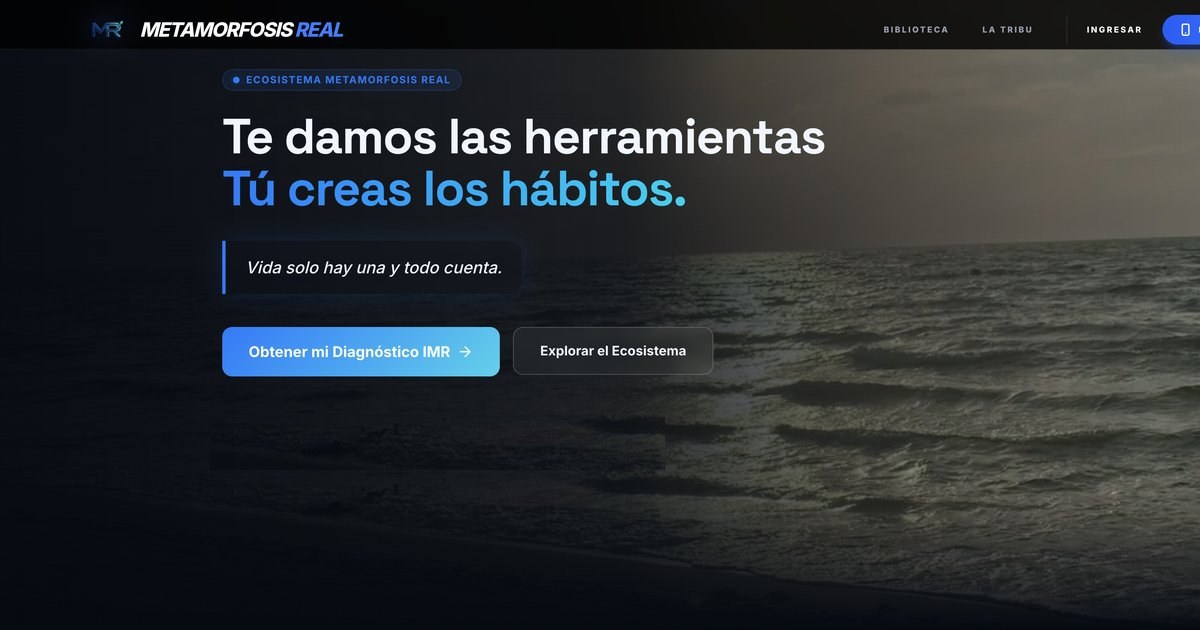 MR METAMORFOSIS REAL
BIBLIOTECA
LA TRIBU
INGRESAR
ECOSISTEMA METAMORFOSIS REAL
Te damos las herramientas
Tú creas los hábitos.
Vida solo hay una y todo cuenta.
Obtener mi Diagnóstico IMR →
Explorar el Ecosistema